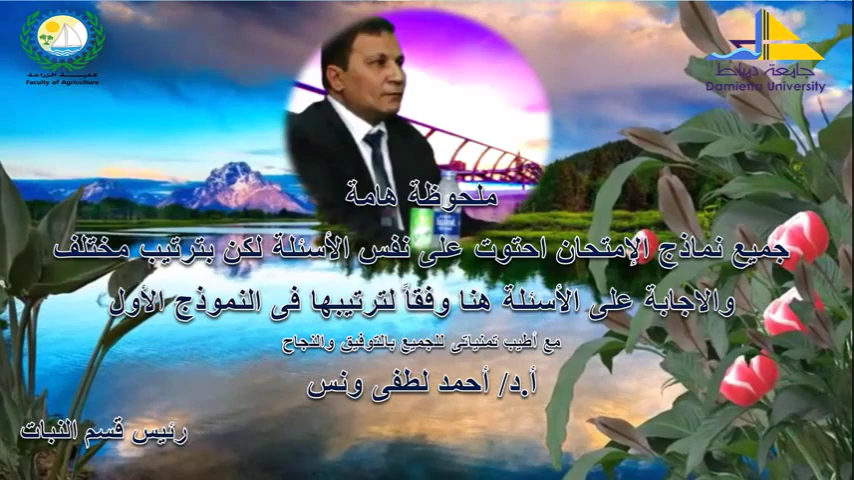 كلية الزراعة
Faculty of Agriculture
جامعة دمياط
Damietta University
ملحوظة هامة
جميع نماذج الإمتحان احتوت على نفس الأسئلة لكن بترتيب مختلف
والاجابة على الأسئلة هنا وفقاً لترتيبها فى النموذج الأول
مع أطيب تمنياتى للجميع بالتوفيق والنجاح
أ.د/ أحمد لطفى ونس
رئيس قسم النبات